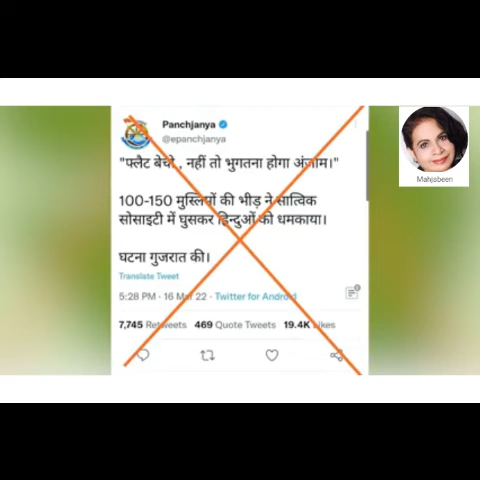 Panchjanya
@epanchjanya
"फ्लैट बेचो , नहीं तो भुगतना होगा अंजाम।"
100-150 मुस्लिमों की भीड़ ने सात्विक
सोसाइटी में घुसकर हिन्दुओं को धमकाया।
घटना गुजरात की।
Translate Tweet
5:28 PM · 16 Mar 22 · Twitter for Android
7,745 Retweets 469 Quote Tweets 19.4K Likes
Mahjabeen